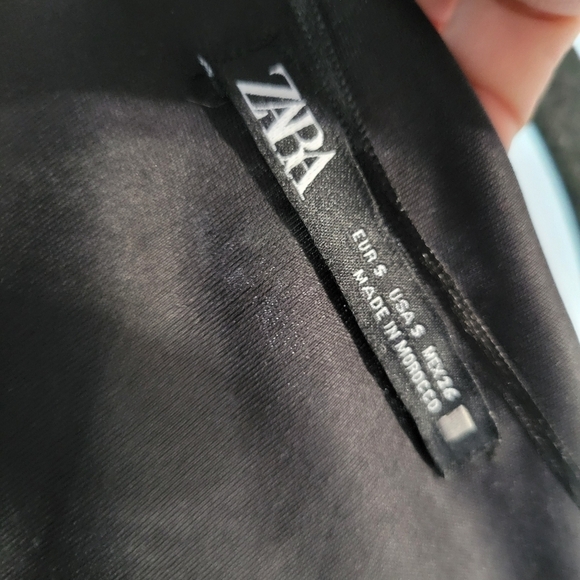 ZARA
EUR S USA S MEX 26
MADE IN MOROCCO